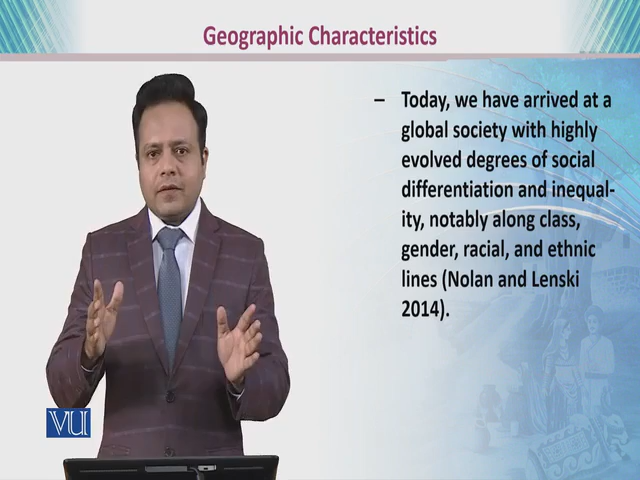 Geographic Characteristics
– Today, we have arrived at a
global society with highly
evolved degrees of social
differentiation and inequal-
ity, notably along class,
gender, racial, and ethnic
lines (Nolan and Lenski
2014).
VU